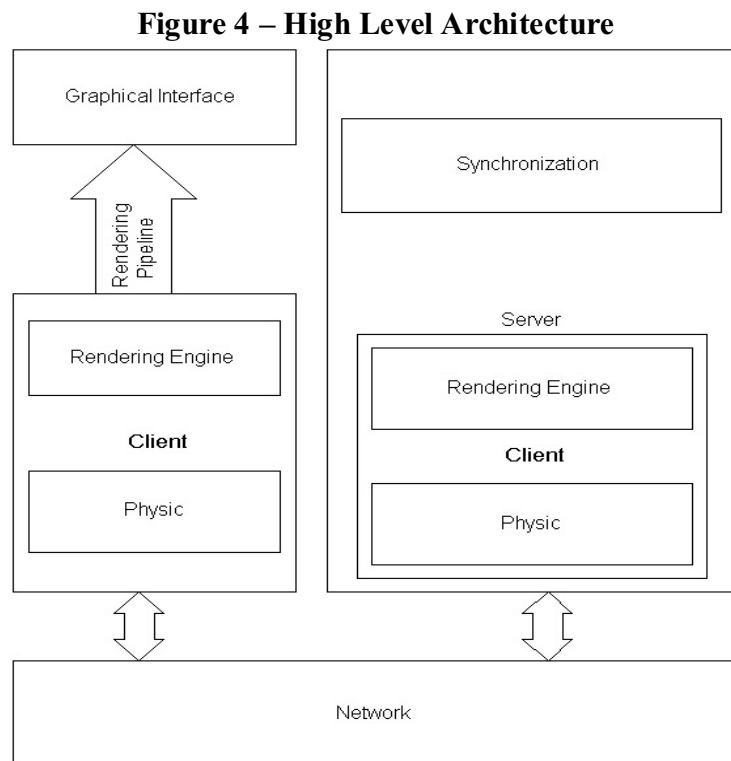 Figure 4 – High Level Architecture
Graphical Interface
Rendering
Pipeline
Rendering Engine
Client
Physic
Synchronization
Server
Rendering Engine
Client
Physic
Network